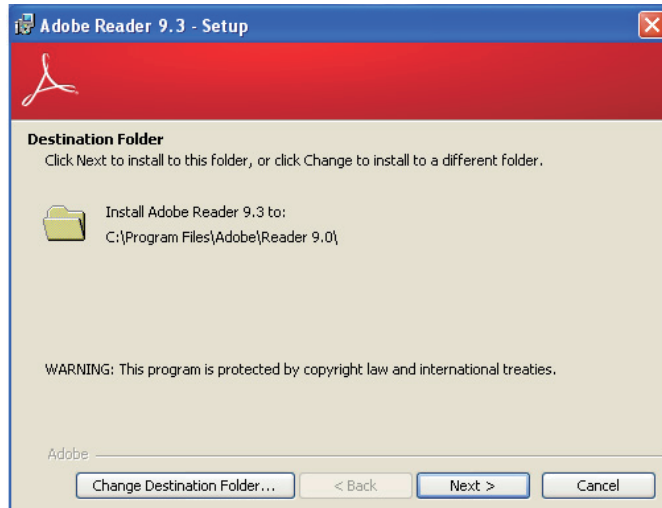 Adobe Reader 9.3 - Setup
Destination Folder
Click Next to install to this folder, or click Change to install to a different folder.
Install Adobe Reader 9.3 to:
C:\Program Files\Adobe\Reader 9.0\
WARNING: This program is protected by copyright law and international treaties.
Adobe
Change Destination Folder... < Back Next > Cancel